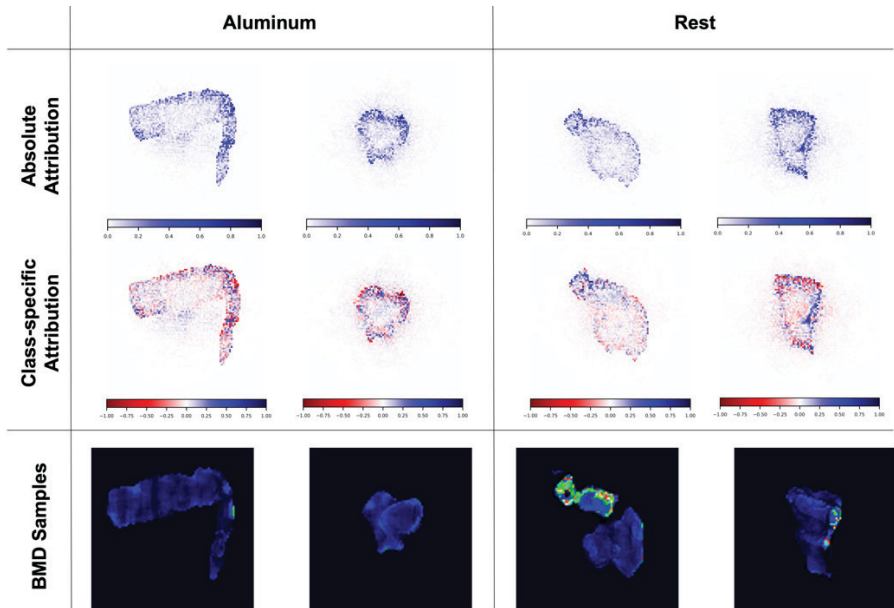 Aluminum Rest
Absolute
Attribution
0.0 0.2 0.4 0.6 0.8 1.0 0.0 0.2 0.4 0.6 0.8 1.0 0.0 0.2 0.4 0.6 0.8 1.0 0.0 0.2 0.4 0.6 0.8 1.0
Class-specific
Attribution
−1.00 −0.75 −0.50 −0.25 0.00 0.25 0.50 0.75 1.00 −1.00 −0.75 −0.50 −0.25 0.00 0.25 0.50 0.75 1.00 −1.00 −0.75 −0.50 −0.25 0.00 0.25 0.50 0.75 1.00 −1.00 −0.75 −0.50 −0.25 0.00 0.25 0.50 0.75 1.00
BMD Samples